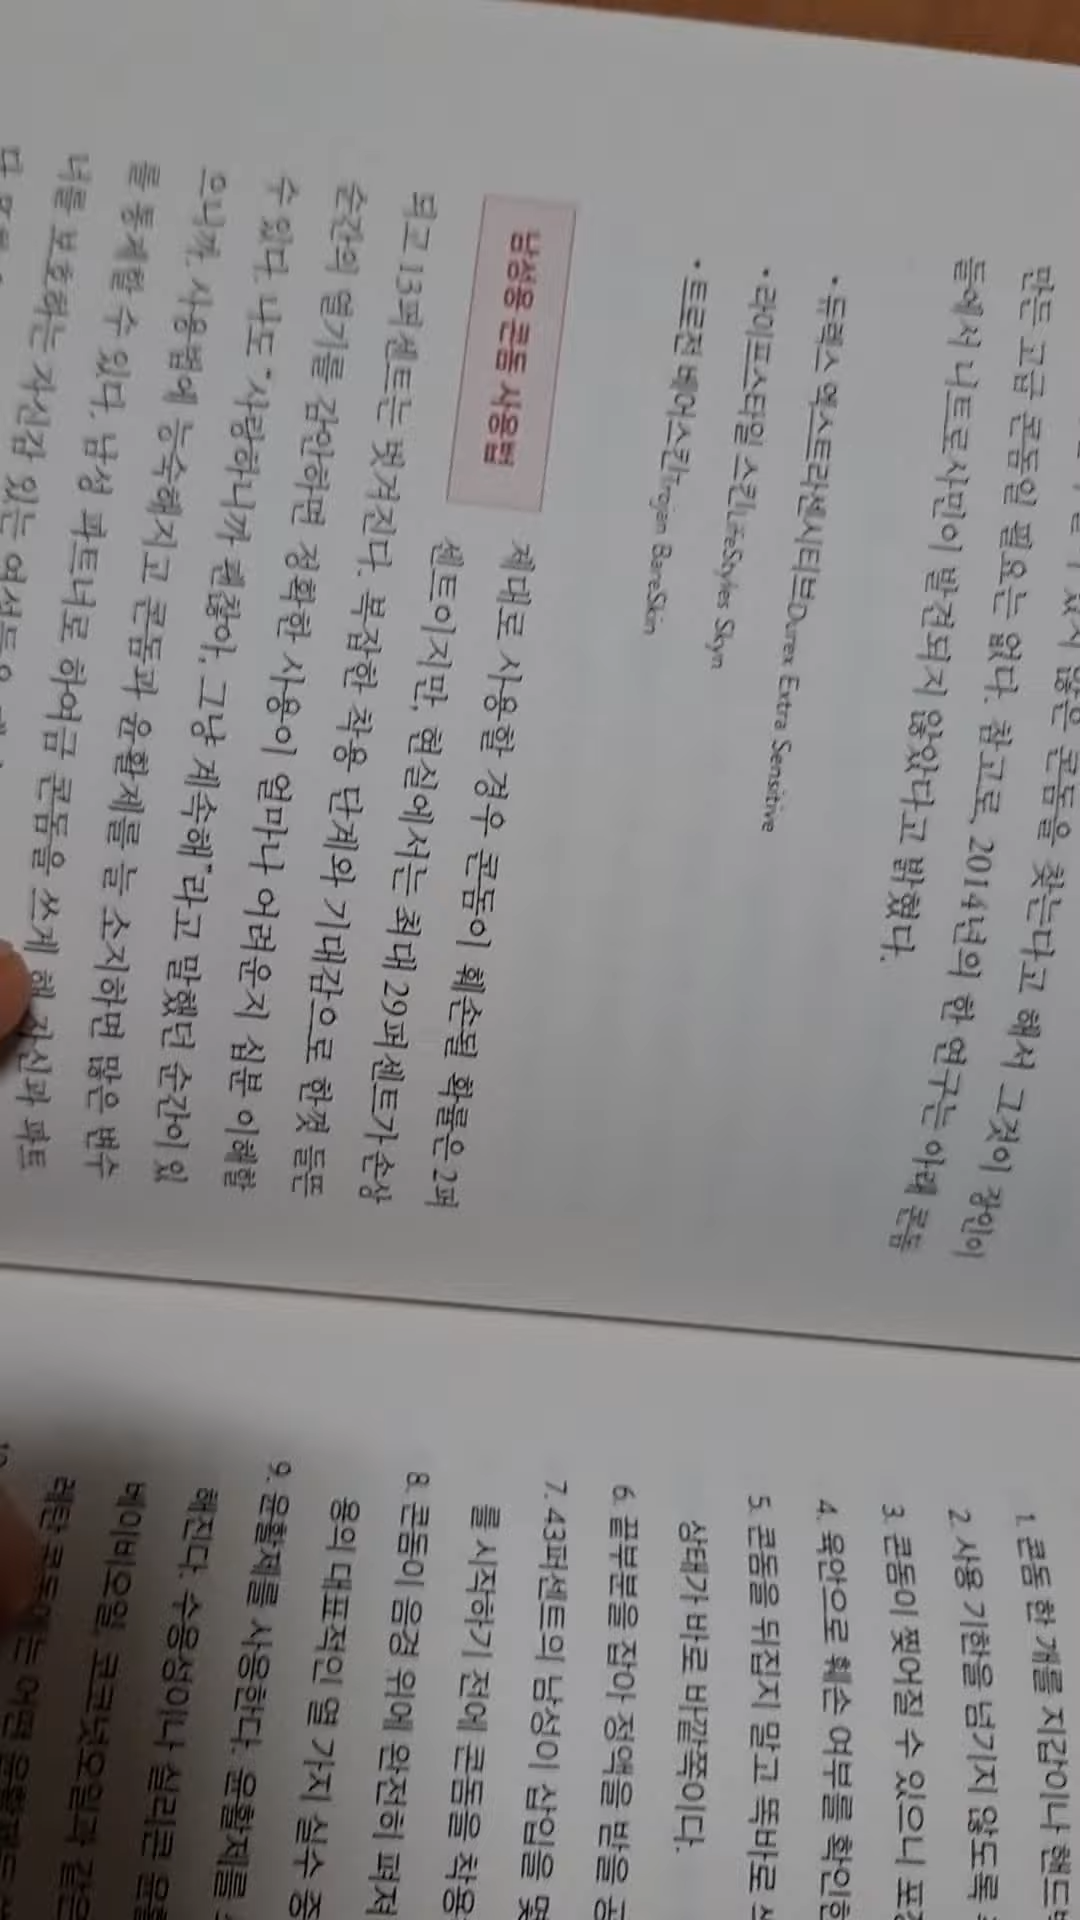 않은 콘돔을 찾는다고 해서 그것이 장인이
만든 고급 콘돔일 필요는 없다. 참고로, 2014년의 한 연구는 아래 콘돔
들에서 니트로사민이 발견되지 않았다고 밝혔다.
• 듀렉스 엑스트라센시티브Durex Extra Sensitive
• 라이프스타일 스킨LifeStyles Skyn
• 트로전 베어스킨Trojan BareSkin
남성용 콘돔 사용법
제대로 사용할 경우 콘돔이 훼손될 확률은 2퍼
센트이지만, 현실에서는 최대 29퍼센트가 손상
되고 13퍼센트는 벗겨진다. 복잡한 착용 단계와 기대감으로 한껏 들뜬
순간의 열기를 감안하면 정확한 사용이 얼마나 어려운지 십분 이해할
수 있다. 나도 “사랑하니까 괜찮아, 그냥 계속해”라고 말했던 순간이 있
으니까. 사용법에 능숙해지고 콘돔과 윤활제를 늘 소지하면 많은 변수
를 통제할 수 있다. 남성 파트너로 하여금 콘돔을 쓰게 해 자신과 파트
너를 보호하는 자신감 있는 여성들은
1. 콘돔 한 개를 지갑이나 핸드
2. 사용 기한을 넘기지 않도록
3. 콘돔이 찢어질 수 있으니
4. 육안으로 훼손 여부를
5. 콘돔을 뒤집지 말고 똑바로
상태가 바로 바깥쪽이다.
6. 끝부분을 잡아 정액을 받을
7. 43퍼센트의 남성이 삽입을
를 시작하기 전에 콘돔을
8. 콘돔이 음경 위에 완전히
용의 대표적인 열 가지 실수
9. 윤활제를 사용한다. 윤활제를
해진다. 수용성이나 실리콘
베이비오일, 코코넛오일과